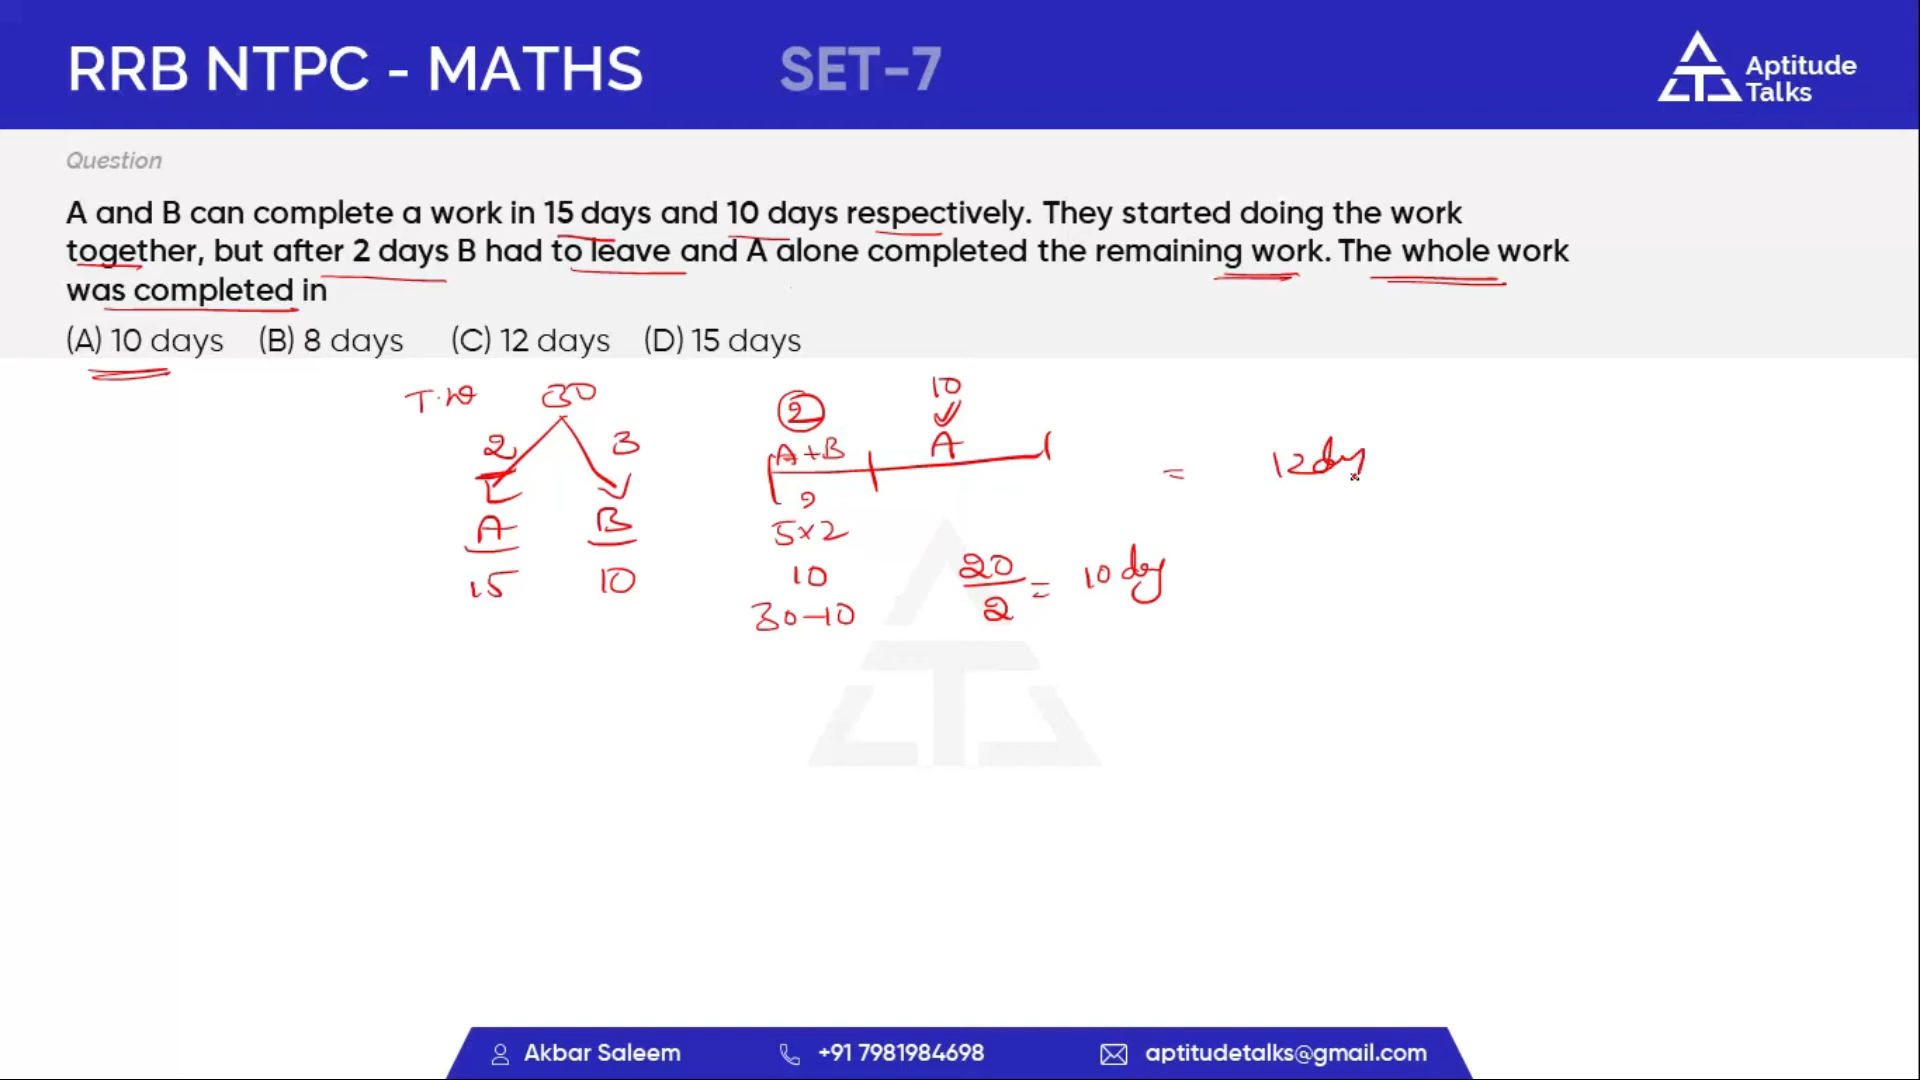 RRB NTPC - MATHS SET-7
Aptitude
Talks
Question
A and B can complete a work in 15 days and 10 days respectively. They started doing the work
together, but after 2 days B had to leave and A alone completed the remaining work. The whole work
was completed in
(A) 10 days (B) 8 days (C) 12 days (D) 15 days
T.W 30
2 3
A B
15 10
2 10
A+B A
5×2
10
30-10
20/2 = 10 day
= 12 day
Akbar Saleem +91 7981984698 aptitudetalks@gmail.com